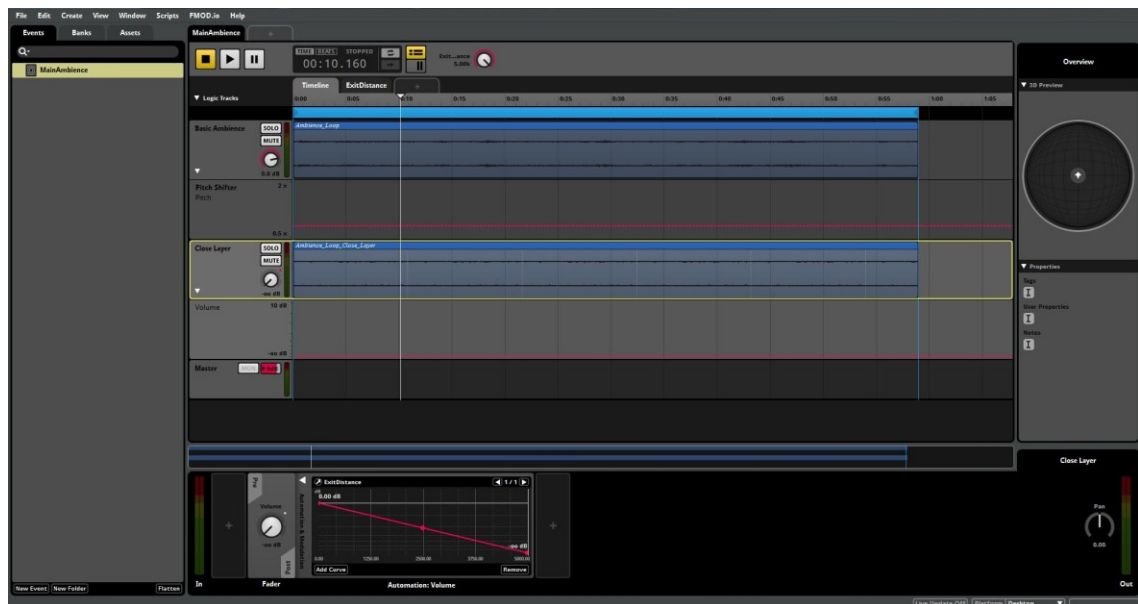 File Edit Create View Window Scripts FMOD.io Help
Events Banks Assets
MainAmbience
MainAmbience
TIME BEATS STOPPED
00:10.160
Exit...ance
5.00k
Overview
Timeline ExitDistance
2D Preview
Logic Tracks
0:00 0:05 0:10 0:15 0:20 0:25 0:30 0:35 0:40 0:45 0:50 0:55 1:00 1:05
Basic Ambience SOLO Ambience_Loop
MUTE
0.0 dB
Pitch Shifter 2 x
Pitch
0.5 x
Close Layer SOLO Ambience_Loop_Close_Layer
MUTE
-oo dB
Properties
Tags
User Properties
Notes
Volume 10 dB
-oo dB
Master
Close Layer
Pre
ExitDistance 1 / 1
dB
0.00 dB
Volume
-oo dB
Automation & Modulation
-oo dB
Post
0.00 1250.00 2500.00 3750.00 5000.00
Add Curve Remove
Pan
0.00
In Fader Automation: Volume Out
New Event New Folder Flatten
Live Update Off Platform: Desktop